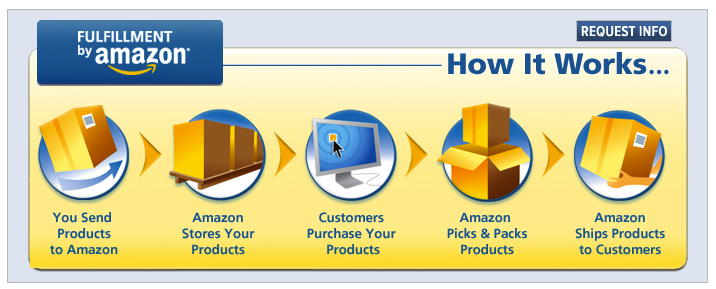 FULFILLMENT
by amazon
REQUEST INFO
How It Works...
You Send
Products
to Amazon
Amazon
Stores Your
Products
Customers
Purchase Your
Products
Amazon
Picks & Packs
Products
Amazon
Ships Products
to Customers